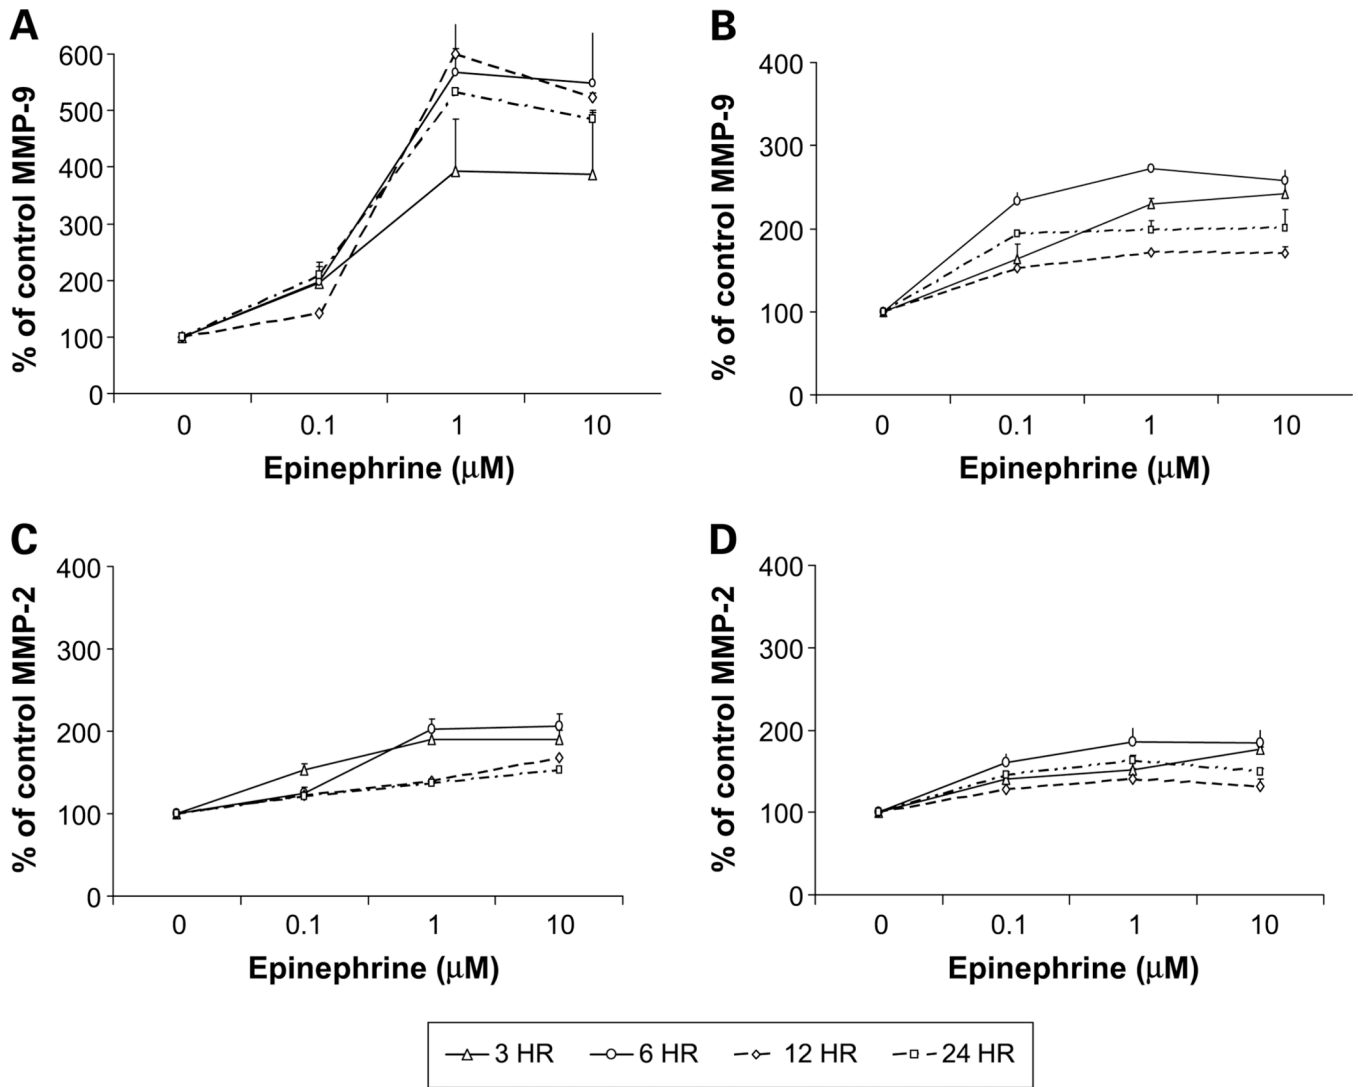 A
% of control MMP-9
600
500
400
300
200
100
0
0 0.1 1 10
Epinephrine (μM)
B
% of control MMP-9
400
300
200
100
0
0 0.1 1 10
Epinephrine (μM)
C
% of control MMP-2
400
300
200
100
0
0 0.1 1 10
Epinephrine (μM)
D
% of control MMP-2
400
300
200
100
0
0 0.1 1 10
Epinephrine (μM)
3 HR 6 HR 12 HR 24 HR